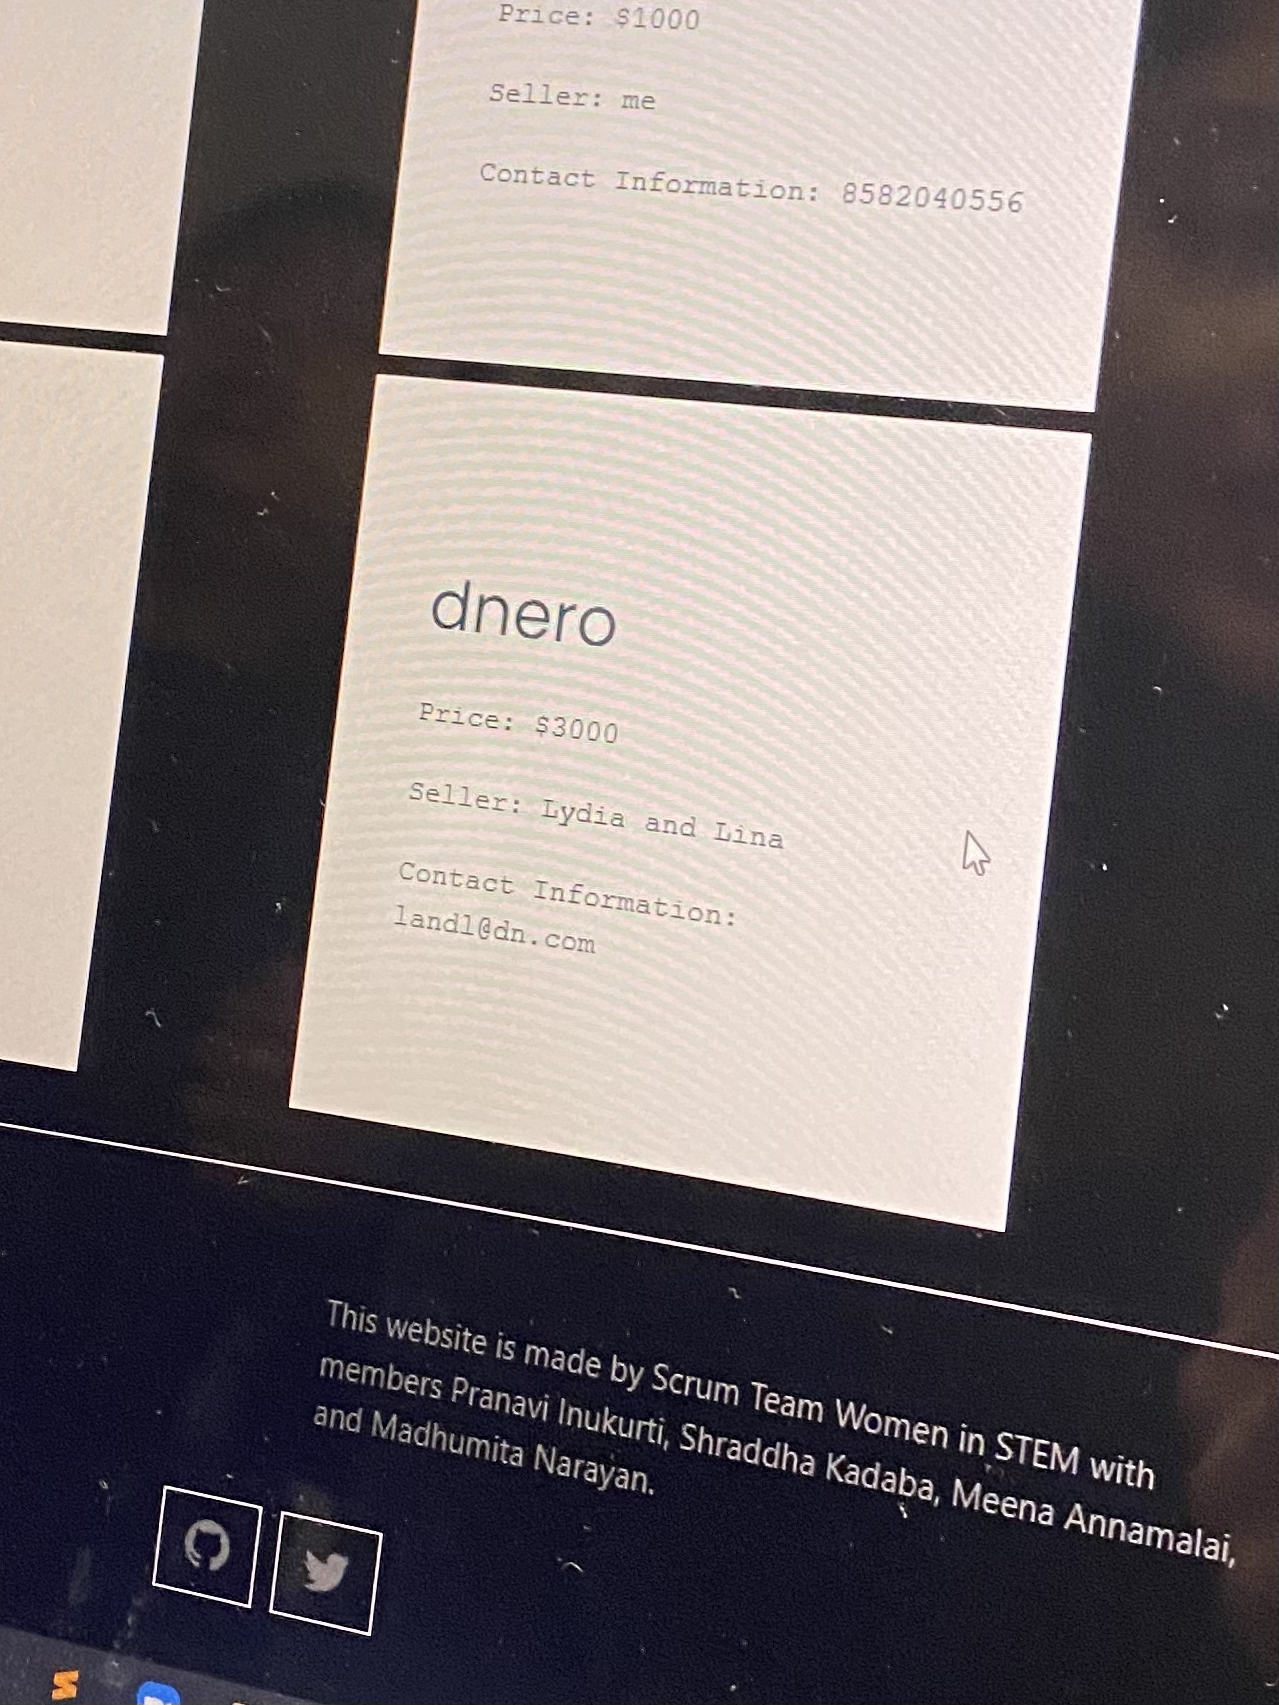 Price: $1000
Seller: me
Contact Information: 8582040556
dnero
Price: $3000
Seller: Lydia and Lina
Contact Information:
landl@dn.com
This website is made by Scrum Team Women in STEM with
members Pranavi Inukurti, Shraddha Kadaba, Meena Annamalai,
and Madhumita Narayan.